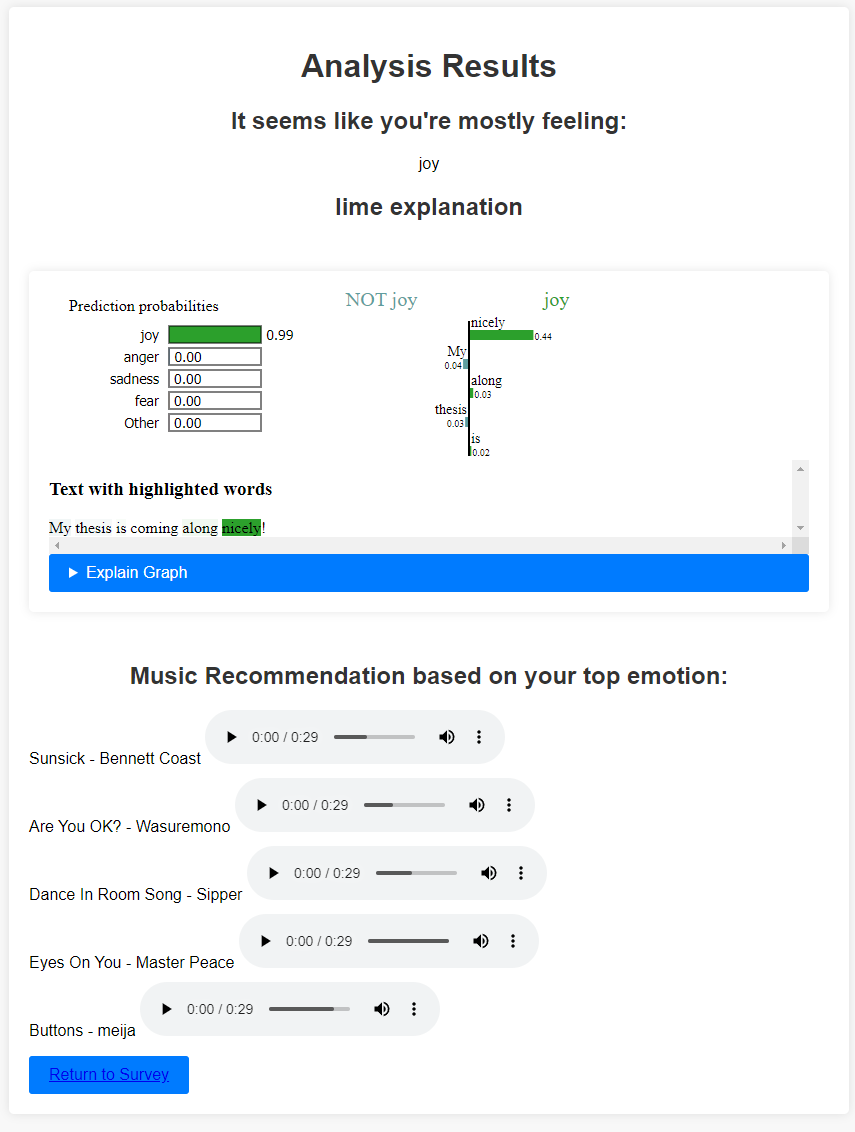 Analysis Results
It seems like you're mostly feeling:
joy
lime explanation
Prediction probabilities
joy 0.99
anger 0.00
sadness 0.00
fear 0.00
Other 0.00
NOT joy joy
nicely
0.44
My
0.04
along
0.03
thesis
0.03
is
0.02
Text with highlighted words
My thesis is coming along nicely!
Explain Graph
Music Recommendation based on your top emotion:
Sunsick - Bennett Coast 0:00 / 0:29
Are You OK? - Wasuremono 0:00 / 0:29
Dance In Room Song - Sipper 0:00 / 0:29
Eyes On You - Master Peace 0:00 / 0:29
Buttons - meija 0:00 / 0:29
Return to Survey